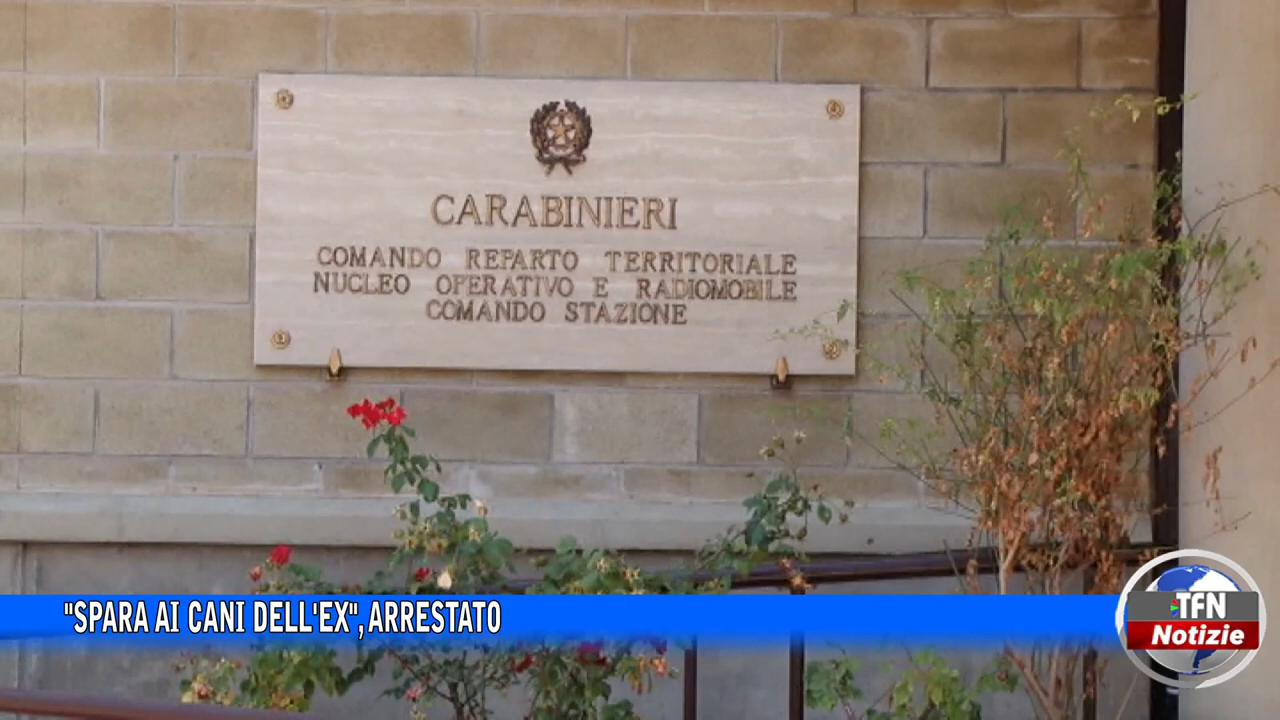 CARABINIERI
COMANDO REPARTO TERRITORIALE
NUCLEO OPERATIVO E RADIOMOBILE
COMANDO STAZIONE
"SPARA AI CANI DELL'EX", ARRESTATO
TFN
Notizie